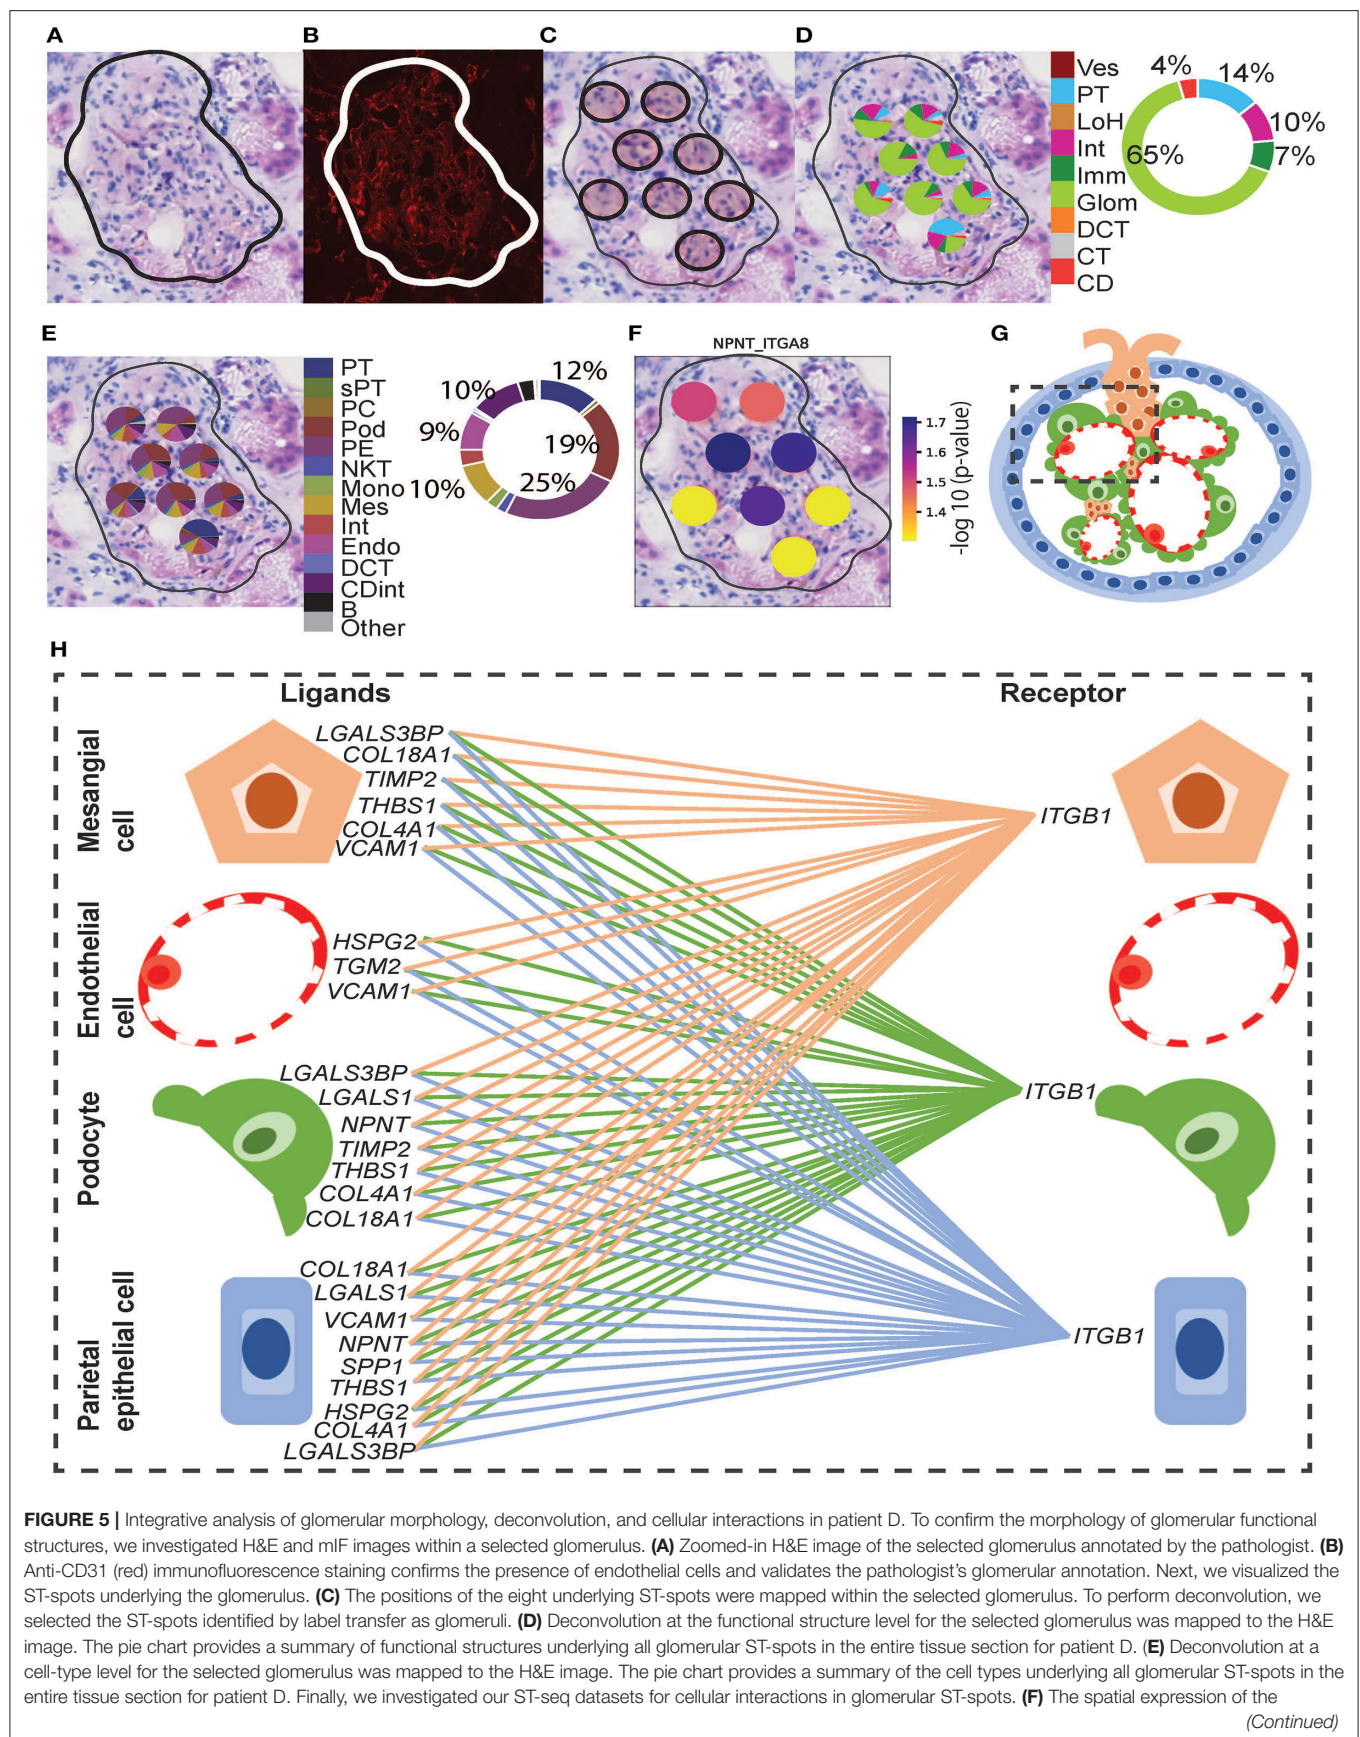 A
B
C
D
Ves
PT
LoH
Int
Imm
Glom
DCT
CT
CD
4%
14%
10%
7%
65%
E
PT
sPT
PC
Pod
PE
NKT
Mono
Mes
Int
Endo
DCT
CDint
B
Other
10%
12%
9%
19%
10%
25%
F
NPNT_ITGA8
1.7
1.6
1.5
1.4
-log 10 (p-value)
G
H
Ligands
Receptor
Mesangial
cell
LGALS3BP
COL18A1
TIMP2
THBS1
COL4A1
VCAM1
ITGB1
Endothelial
cell
HSPG2
TGM2
VCAM1
Podocyte
LGALS3BP
LGALS1
NPNT
TIMP2
THBS1
COL4A1
COL18A1
ITGB1
Parietal
epithelial cell
COL18A1
LGALS1
VCAM1
NPNT
SPP1
THBS1
HSPG2
COL4A1
LGALS3BP
ITGB1
FIGURE 5 | Integrative analysis of glomerular morphology, deconvolution, and cellular interactions in patient D. To confirm the morphology of glomerular functional
structures, we investigated H&E and mIF images within a selected glomerulus. (A) Zoomed-in H&E image of the selected glomerulus annotated by the pathologist. (B)
Anti-CD31 (red) immunofluorescence staining confirms the presence of endothelial cells and validates the pathologist's glomerular annotation. Next, we visualized the
ST-spots underlying the glomerulus. (C) The positions of the eight underlying ST-spots were mapped within the selected glomerulus. To perform deconvolution, we
selected the ST-spots identified by label transfer as glomeruli. (D) Deconvolution at the functional structure level for the selected glomerulus was mapped to the H&E
image. The pie chart provides a summary of functional structures underlying all glomerular ST-spots in the entire tissue section for patient D. (E) Deconvolution at a
cell-type level for the selected glomerulus was mapped to the H&E image. The pie chart provides a summary of the cell types underlying all glomerular ST-spots in the
entire tissue section for patient D. Finally, we investigated our ST-seq datasets for cellular interactions in glomerular ST-spots. (F) The spatial expression of the
(Continued)